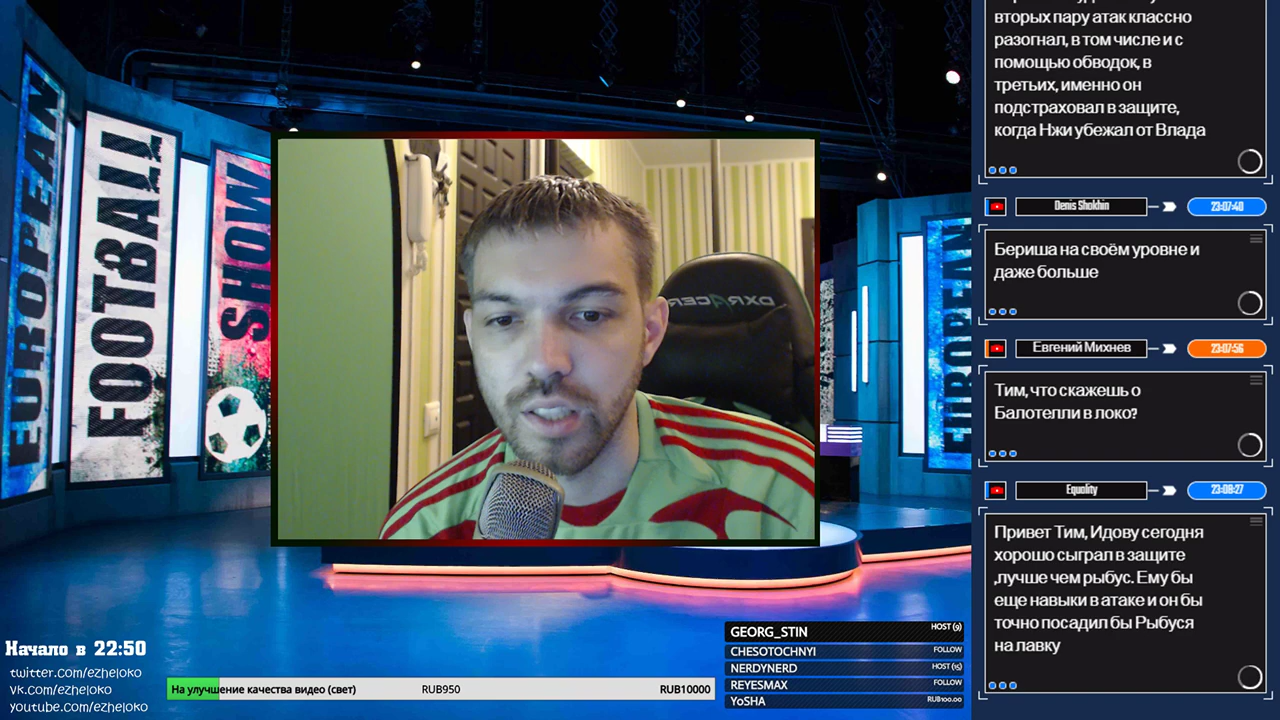 EUROPEAN
FOOTBALL
SHOW
DXRACER
EUROPEAN
вторых пару атак классно
разогнал, в том числе и с
помощью обводок, в
третьих, именно он
подстраховал в защите,
когда Нжи убежал от Влада
Denis Shokhin
23:07:40
Бериша на своём уровне и
даже больше
Евгений Михнев
23:07:56
Тим, что скажешь о
Балотелли в локо?
Equality
23:08:27
Привет Тим, Идову сегодня
хорошо сыграл в защите
,лучше чем рыбус. Ему бы
еще навыки в атаке и он бы
точно посадил бы Рыбуся
на лавку
Начало в 22:50
twitter.com/ezheloko
vk.com/ezheloko
youtube.com/ezheloko
На улучшение качества видео (свет) RUB950 RUB10000
GEORG_STIN HOST (9)
CHESOTOCHNYI FOLLOW
NERDYNERD HOST (15)
REYESMAX FOLLOW
YoSHA RUB100.00